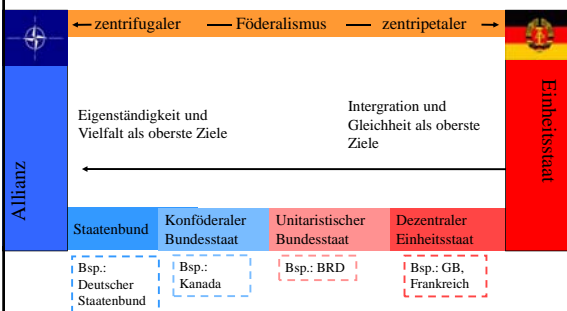 zentrifugaler Föderalismus zentripetaler
Allianz
Eigenständigkeit und
Vielfalt als oberste Ziele
Intergration und
Gleichheit als oberste
Ziele
Einheitsstaat
Staatenbund
Konföderaler
Bundesstaat
Unitaristischer
Bundesstaat
Dezentraler
Einheitsstaat
Bsp.:
Deutscher
Staatenbund
Bsp.:
Kanada
Bsp.: BRD
Bsp.: GB,
Frankreich